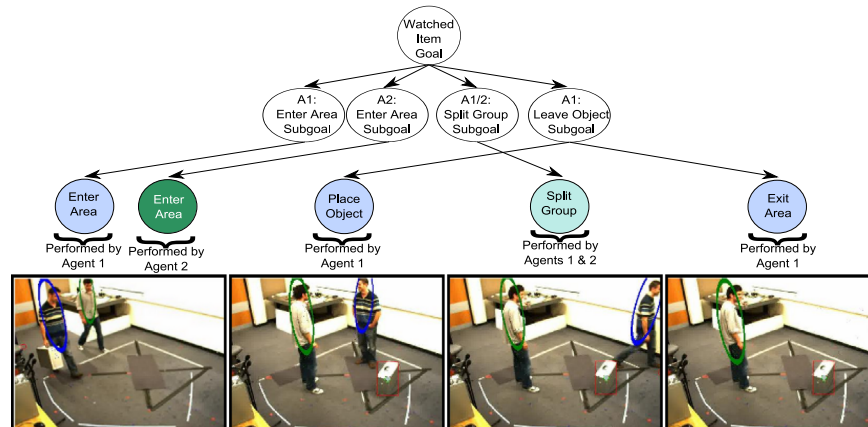 Watched
Item
Goal
A1:
Enter Area
Subgoal
A2:
Enter Area
Subgoal
A1/2:
Split Group
Subgoal
A1:
Leave Object
Subgoal
Enter
Area
Enter
Area
Place
Object
Split
Group
Exit
Area
Performed by
Agent 1
Performed by
Agent 2
Performed by
Agent 1
Performed by
Agents 1 & 2
Performed by
Agent 1